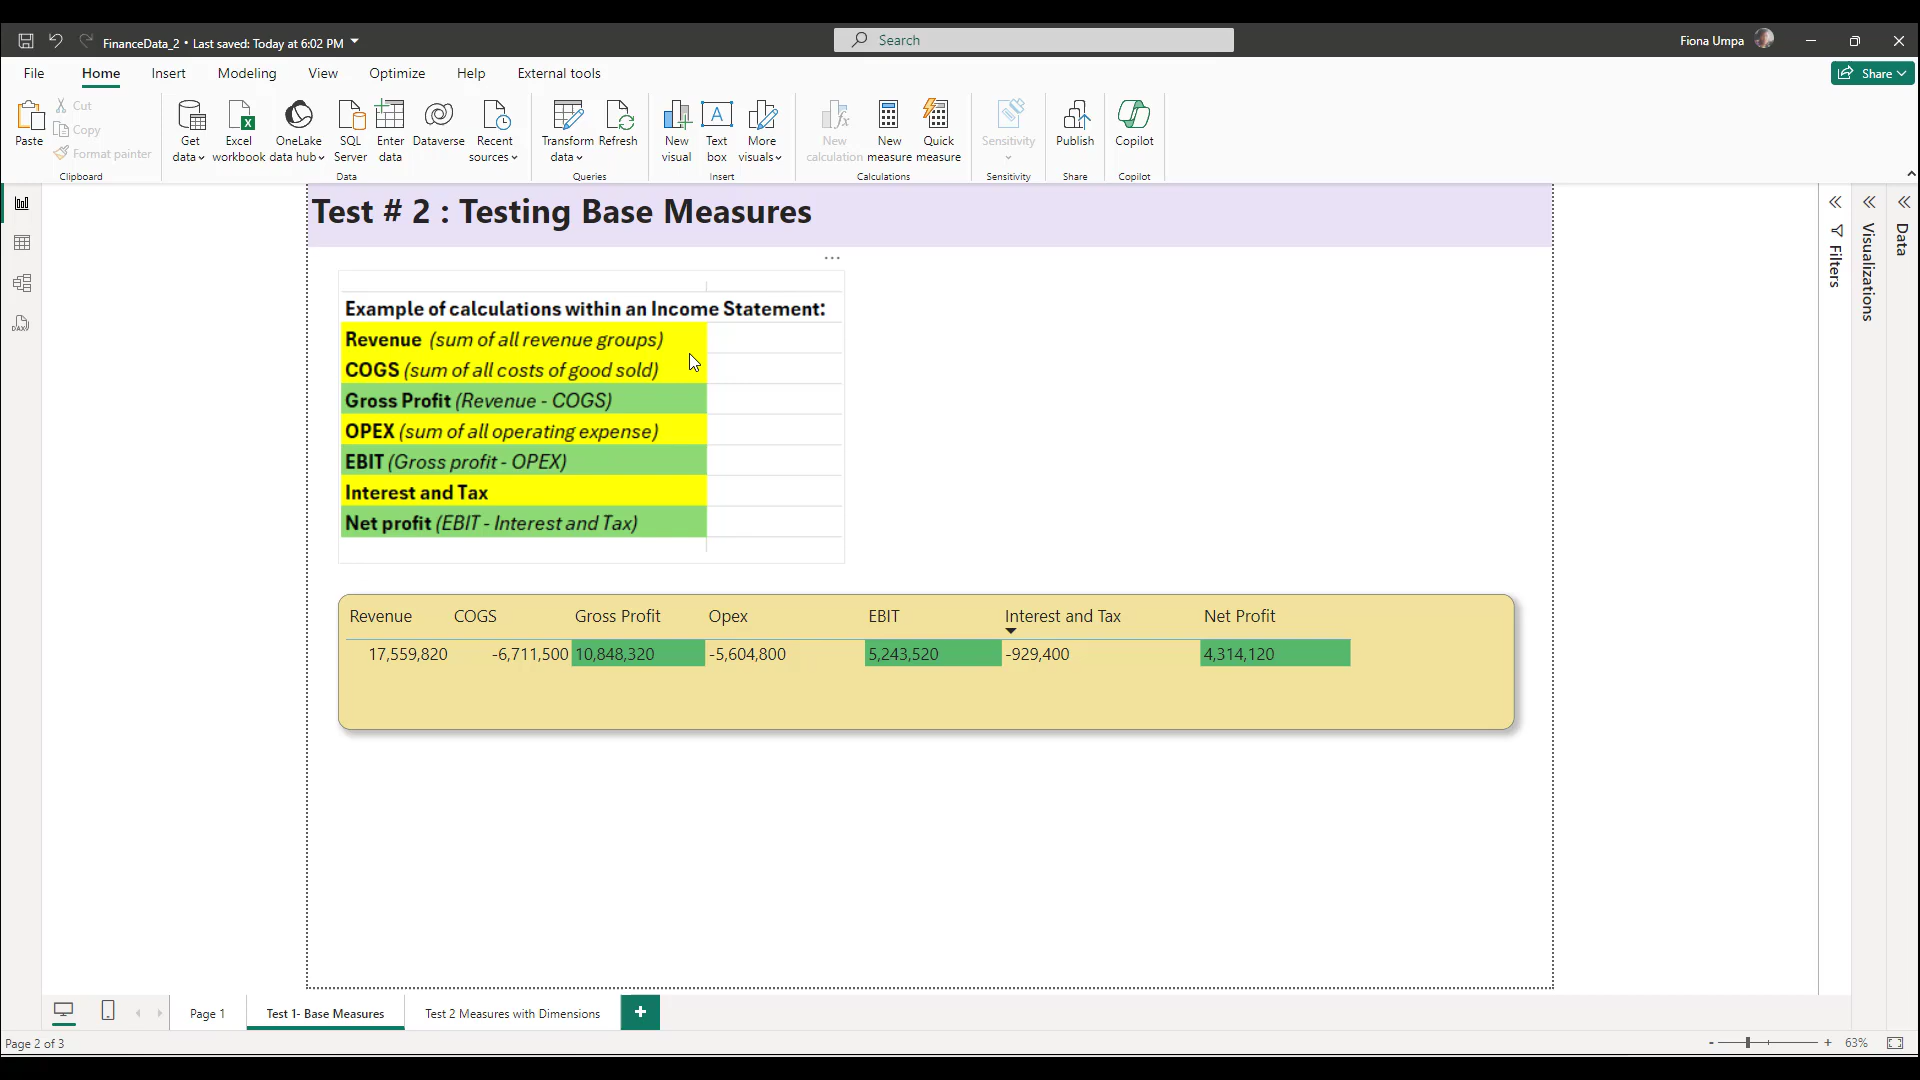 FinanceData_2 • Last saved: Today at 6:02 PM
Search
Fiona Umpa
File Home Insert Modeling View Optimize Help External tools
Share
Paste
Cut
Copy
Format painter
Clipboard
Get data
Excel workbook
OneLake data hub
SQL Server
Enter data
Dataverse
Recent sources
Data
Transform data
Refresh
Queries
New visual
Text box
More visuals
Insert
New calculation
New measure
Quick measure
Calculations
Sensitivity
Sensitivity
Publish
Share
Copilot
Copilot
Test # 2 : Testing Base Measures
Example of calculations within an Income Statement:
Revenue (sum of all revenue groups)
COGS (sum of all costs of good sold)
Gross Profit (Revenue - COGS)
OPEX (sum of all operating expense)
EBIT (Gross profit - OPEX)
Interest and Tax
Net profit (EBIT - Interest and Tax)
Revenue COGS Gross Profit Opex EBIT Interest and Tax Net Profit
17,559,820 -6,711,500 10,848,320 -5,604,800 5,243,520 -929,400 4,314,120
Filters
Visualizations
Data
DAX
Page 1
Test 1- Base Measures
Test 2 Measures with Dimensions
+
Page 2 of 3
- + 63%